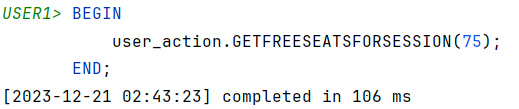 USER1> BEGIN
user_action.GETFREESEATSFORSESSION(75);
END;
[2023-12-21 02:43:23] completed in 106 ms